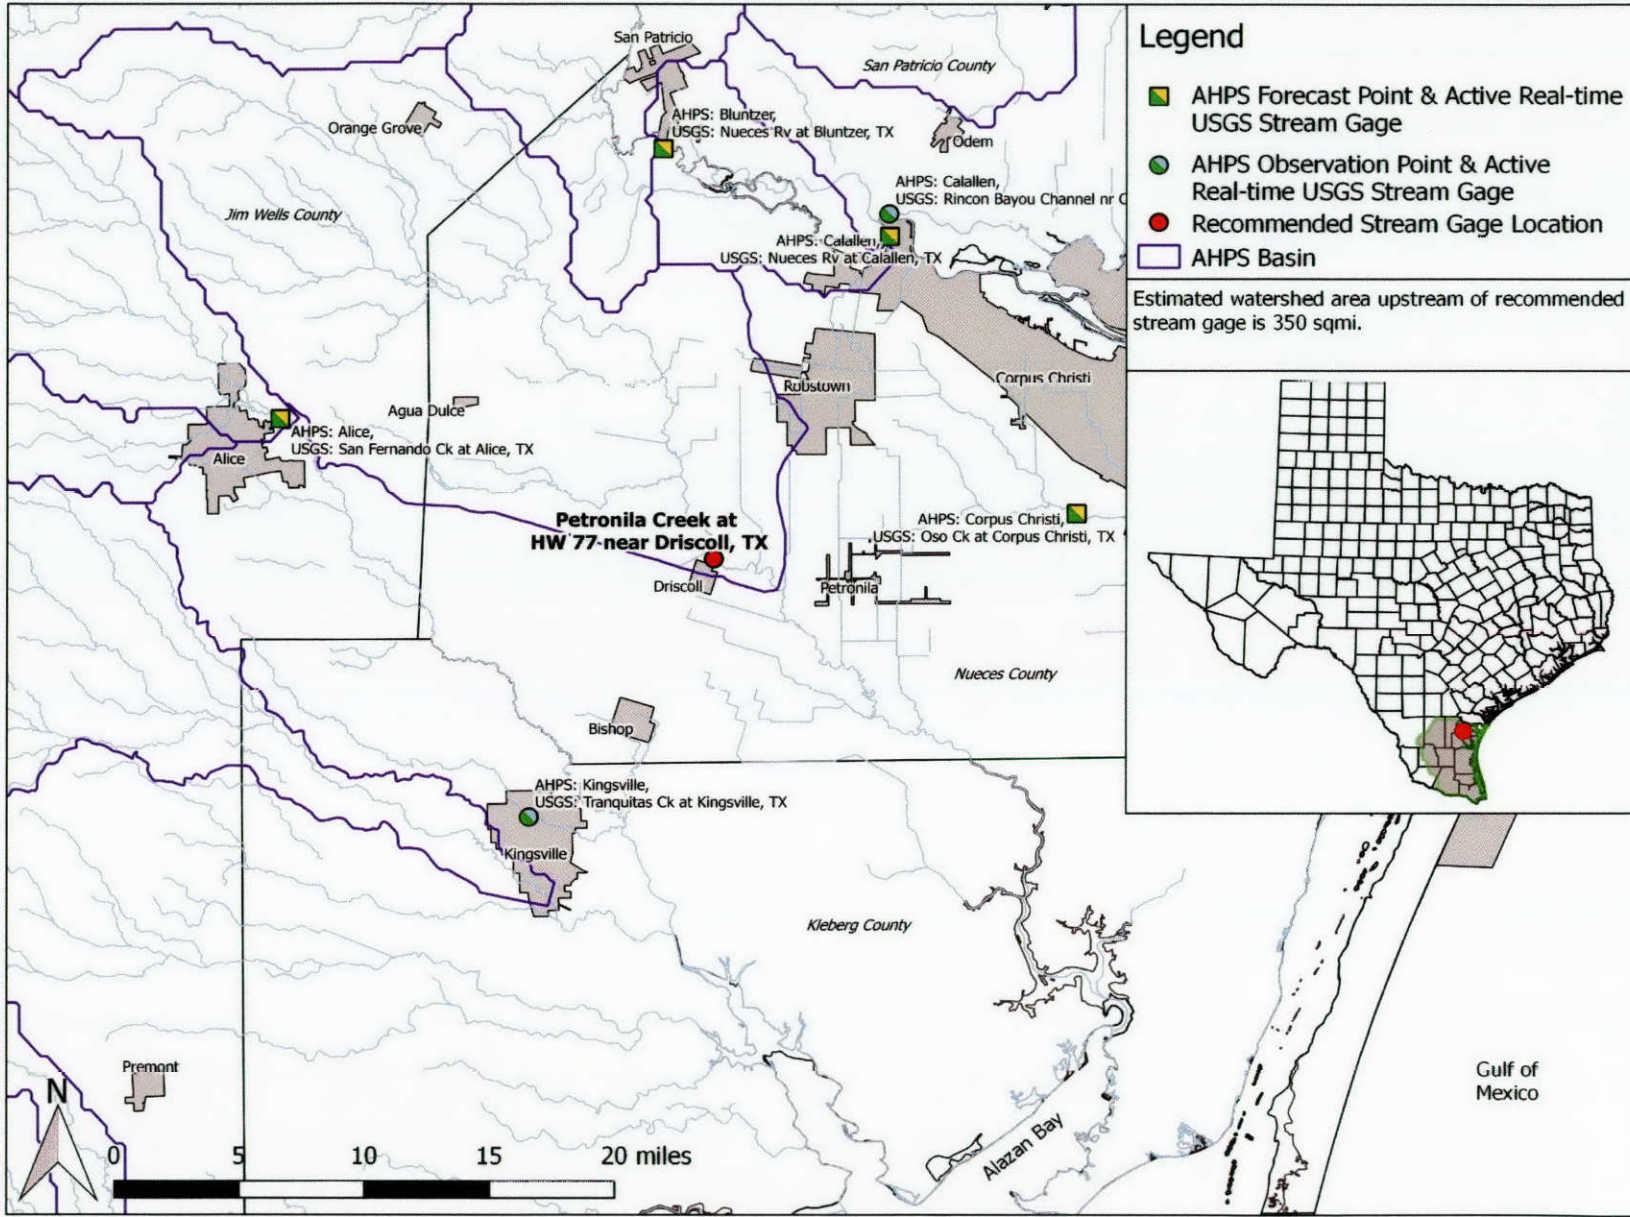 San Patricio
San Patricio County
AHPS: Bluntzer,
USGS: Nueces Rv at Bluntzer, TX
Orange Grove
Odem
AHPS: Calallen,
USGS: Rincon Bayou Channel nr C
Jim Wells County
AHPS: Calallen,
USGS: Nueces Rv at Calallen, TX
Robstown
Corpus Christi
Agua Dulce
AHPS: Alice,
USGS: San Fernando Ck at Alice, TX
Alice
Petronila Creek at
HW 77 near Driscoll, TX
AHPS: Corpus Christi,
USGS: Oso Ck at Corpus Christi, TX
Driscoll
Petronila
Nueces County
Bishop
AHPS: Kingsville,
USGS: Tranquitas Ck at Kingsville, TX
Kingsville
Kleberg County
Premont
N
Alazan Bay
Gulf of
Mexico
0 5 10 15 20 miles
Legend
AHPS Forecast Point & Active Real-time
USGS Stream Gage
AHPS Observation Point & Active
Real-time USGS Stream Gage
Recommended Stream Gage Location
AHPS Basin
Estimated watershed area upstream of recommended
stream gage is 350 sqmi.